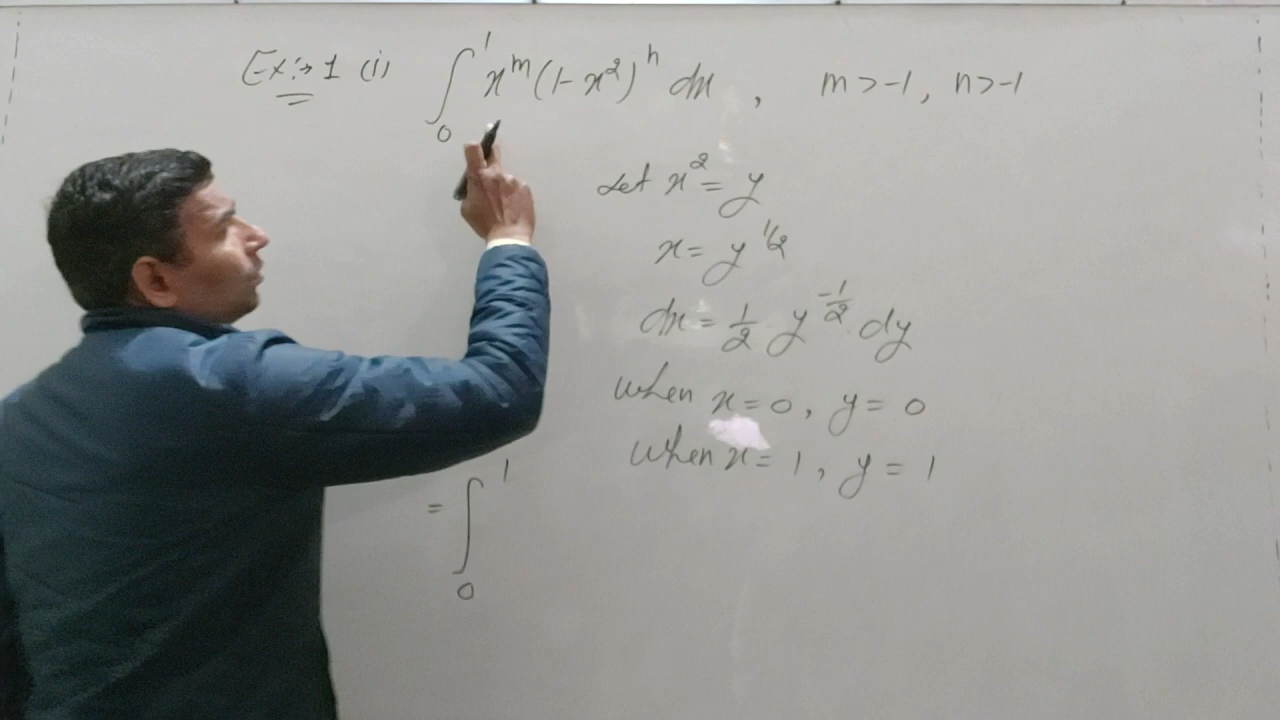 Ex:→ 1 (i) ∫₀¹ xᵐ(1-x²)ⁿ dx , m>-1, n>-1
Let x² = y
x = y^1/2
dx = 1/2 y^-1/2 dy
When x=0, y=0
When x=1, y=1
= ∫₀¹